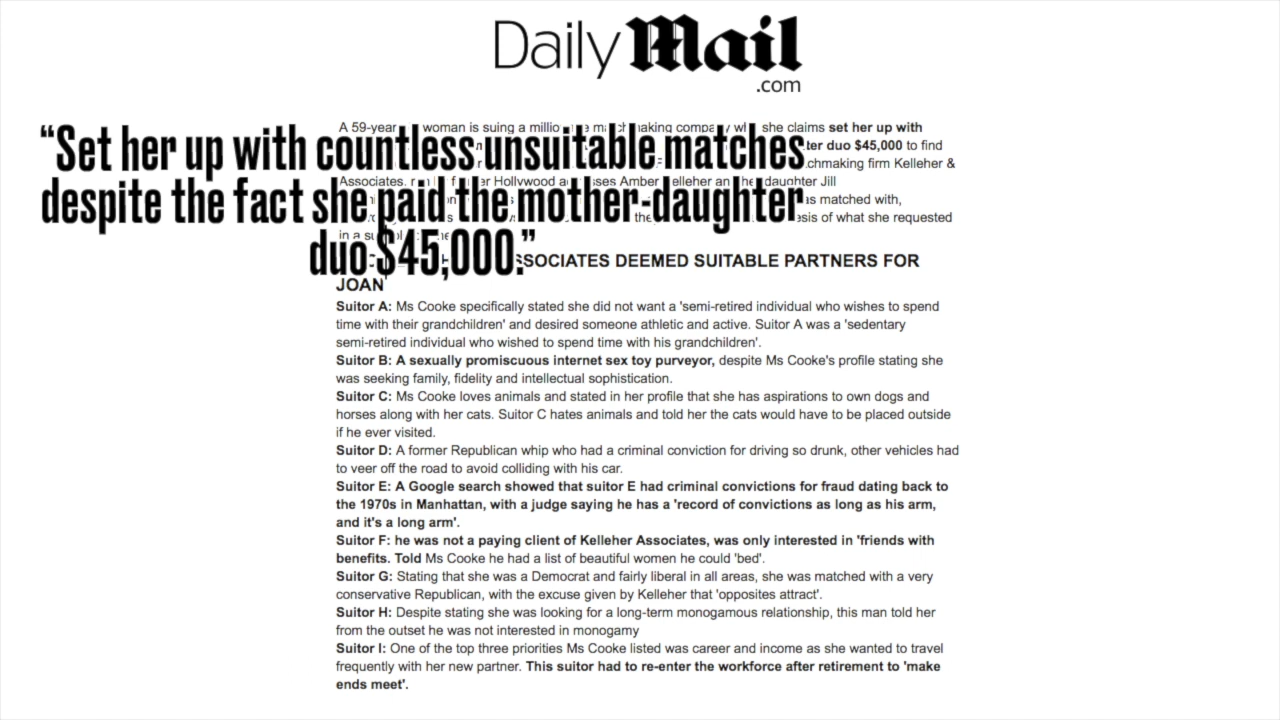 Daily Mail
.com
“Set her up with countless unsuitable matches
despite the fact she paid the mother-daughter
duo $45,000.”
A 59-year woman is suing a she claims set her up with
duo $45,000 to find
firm Kelleher &
Associates, Hollywood Amber daughter Jill
matched with,
of what she requested
in a
DEEMED SUITABLE PARTNERS FOR
JOAN
Suitor A: Ms Cooke specifically stated she did not want a 'semi-retired individual who wishes to spend
time with their grandchildren' and desired someone athletic and active. Suitor A was a 'sedentary
semi-retired individual who wished to spend time with his grandchildren'.
Suitor B: A sexually promiscuous internet sex toy purveyor, despite Ms Cooke's profile stating she
was seeking family, fidelity and intellectual sophistication.
Suitor C: Ms Cooke loves animals and stated in her profile that she has aspirations to own dogs and
horses along with her cats. Suitor C hates animals and told her the cats would have to be placed outside
if he ever visited.
Suitor D: A former Republican whip who had a criminal conviction for driving so drunk, other vehicles had
to veer off the road to avoid colliding with his car.
Suitor E: A Google search showed that suitor E had criminal convictions for fraud dating back to
the 1970s in Manhattan, with a judge saying he has a 'record of convictions as long as his arm,
and it's a long arm'.
Suitor F: he was not a paying client of Kelleher Associates, was only interested in 'friends with
benefits. Told Ms Cooke he had a list of beautiful women he could 'bed'.
Suitor G: Stating that she was a Democrat and fairly liberal in all areas, she was matched with a very
conservative Republican, with the excuse given by Kelleher that 'opposites attract'.
Suitor H: Despite stating she was looking for a long-term monogamous relationship, this man told her
from the outset he was not interested in monogamy
Suitor I: One of the top three priorities Ms Cooke listed was career and income as she wanted to travel
frequently with her new partner. This suitor had to re-enter the workforce after retirement to 'make
ends meet'.